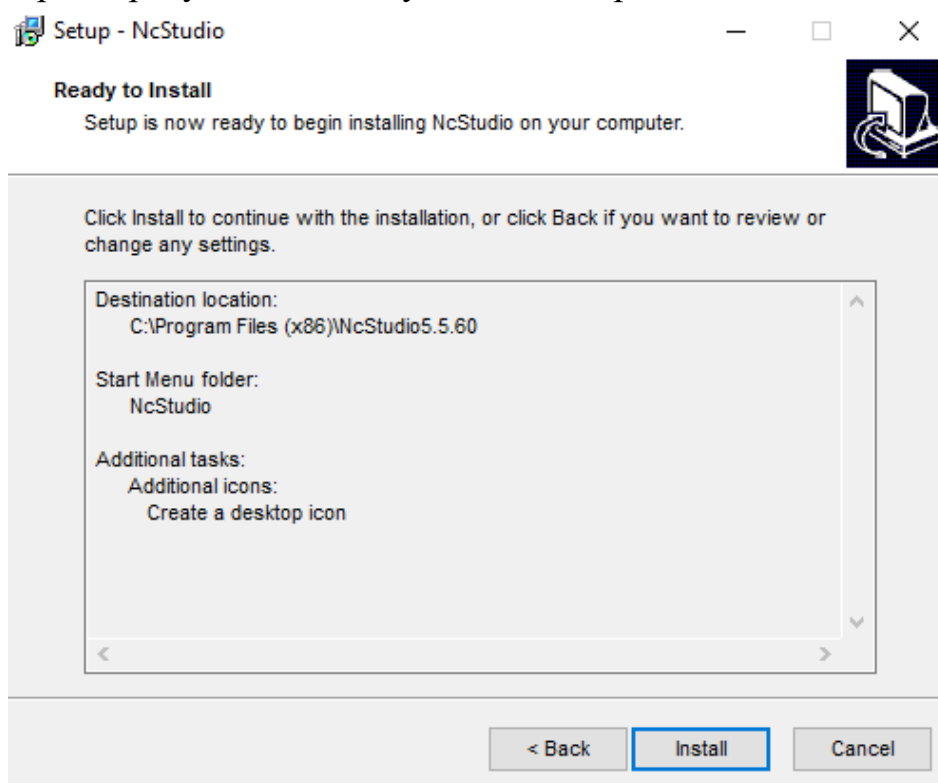 Setup - NcStudio
Ready to Install
Setup is now ready to begin installing NcStudio on your computer.
Click Install to continue with the installation, or click Back if you want to review or
change any settings.
Destination location:
C:\Program Files (x86)\NcStudio5.5.60
Start Menu folder:
NcStudio
Additional tasks:
Additional icons:
Create a desktop icon
< Back
Install
Cancel